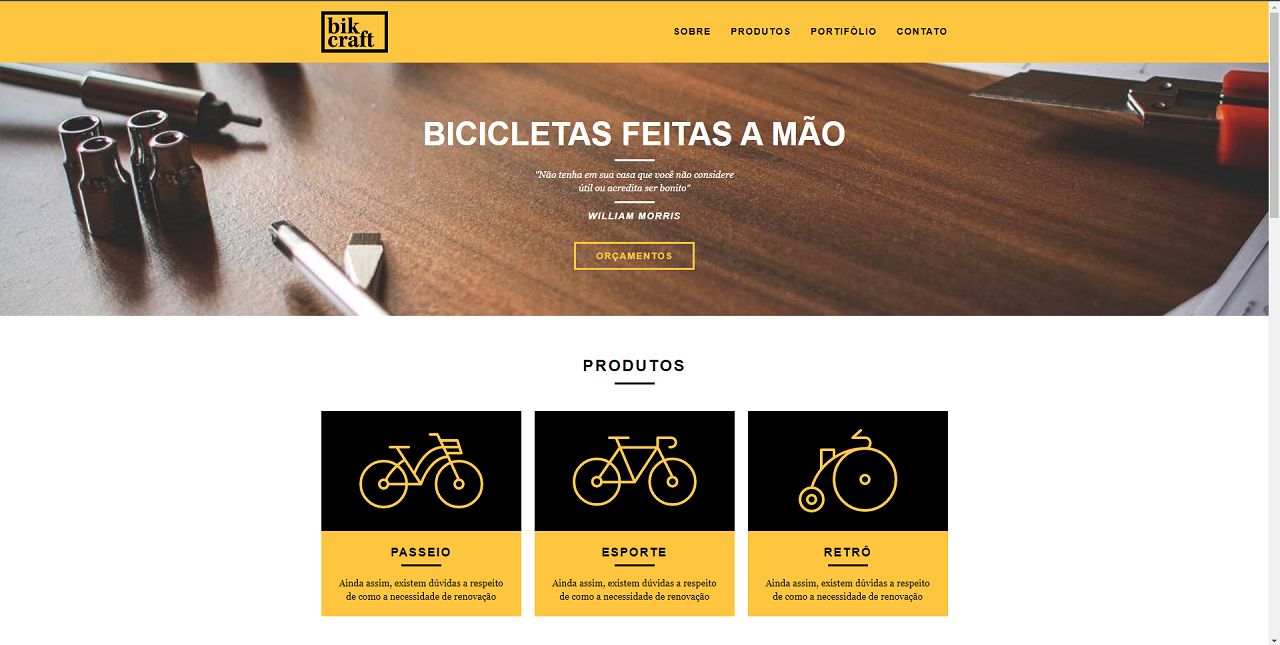 bik
craft
SOBRE PRODUTOS PORTIFÓLIO CONTATO
BICICLETAS FEITAS A MÃO
"Não tenha em sua casa que você não considere
útil ou acredita ser bonito"
WILLIAM MORRIS
ORÇAMENTOS
PRODUTOS
PASSEIO
Ainda assim, existem dúvidas a respeito
de como a necessidade de renovação
ESPORTE
Ainda assim, existem dúvidas a respeito
de como a necessidade de renovação
RETRÔ
Ainda assim, existem dúvidas a respeito
de como a necessidade de renovação